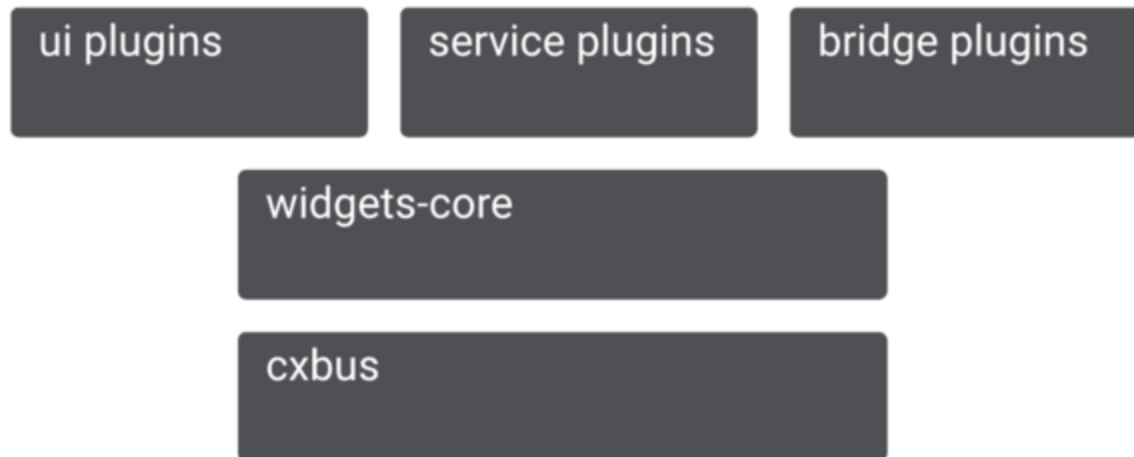 ui plugins
service plugins
bridge plugins
widgets-core
cxbus